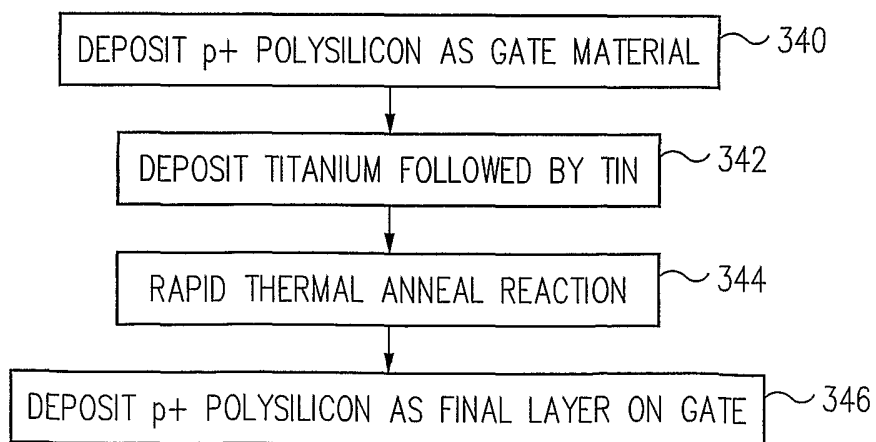 DEPOSIT p+ POLYSILICON AS GATE MATERIAL 340
DEPOSIT TITANIUM FOLLOWED BY TIN 342
RAPID THERMAL ANNEAL REACTION 344
DEPOSIT p+ POLYSILICON AS FINAL LAYER ON GATE 346